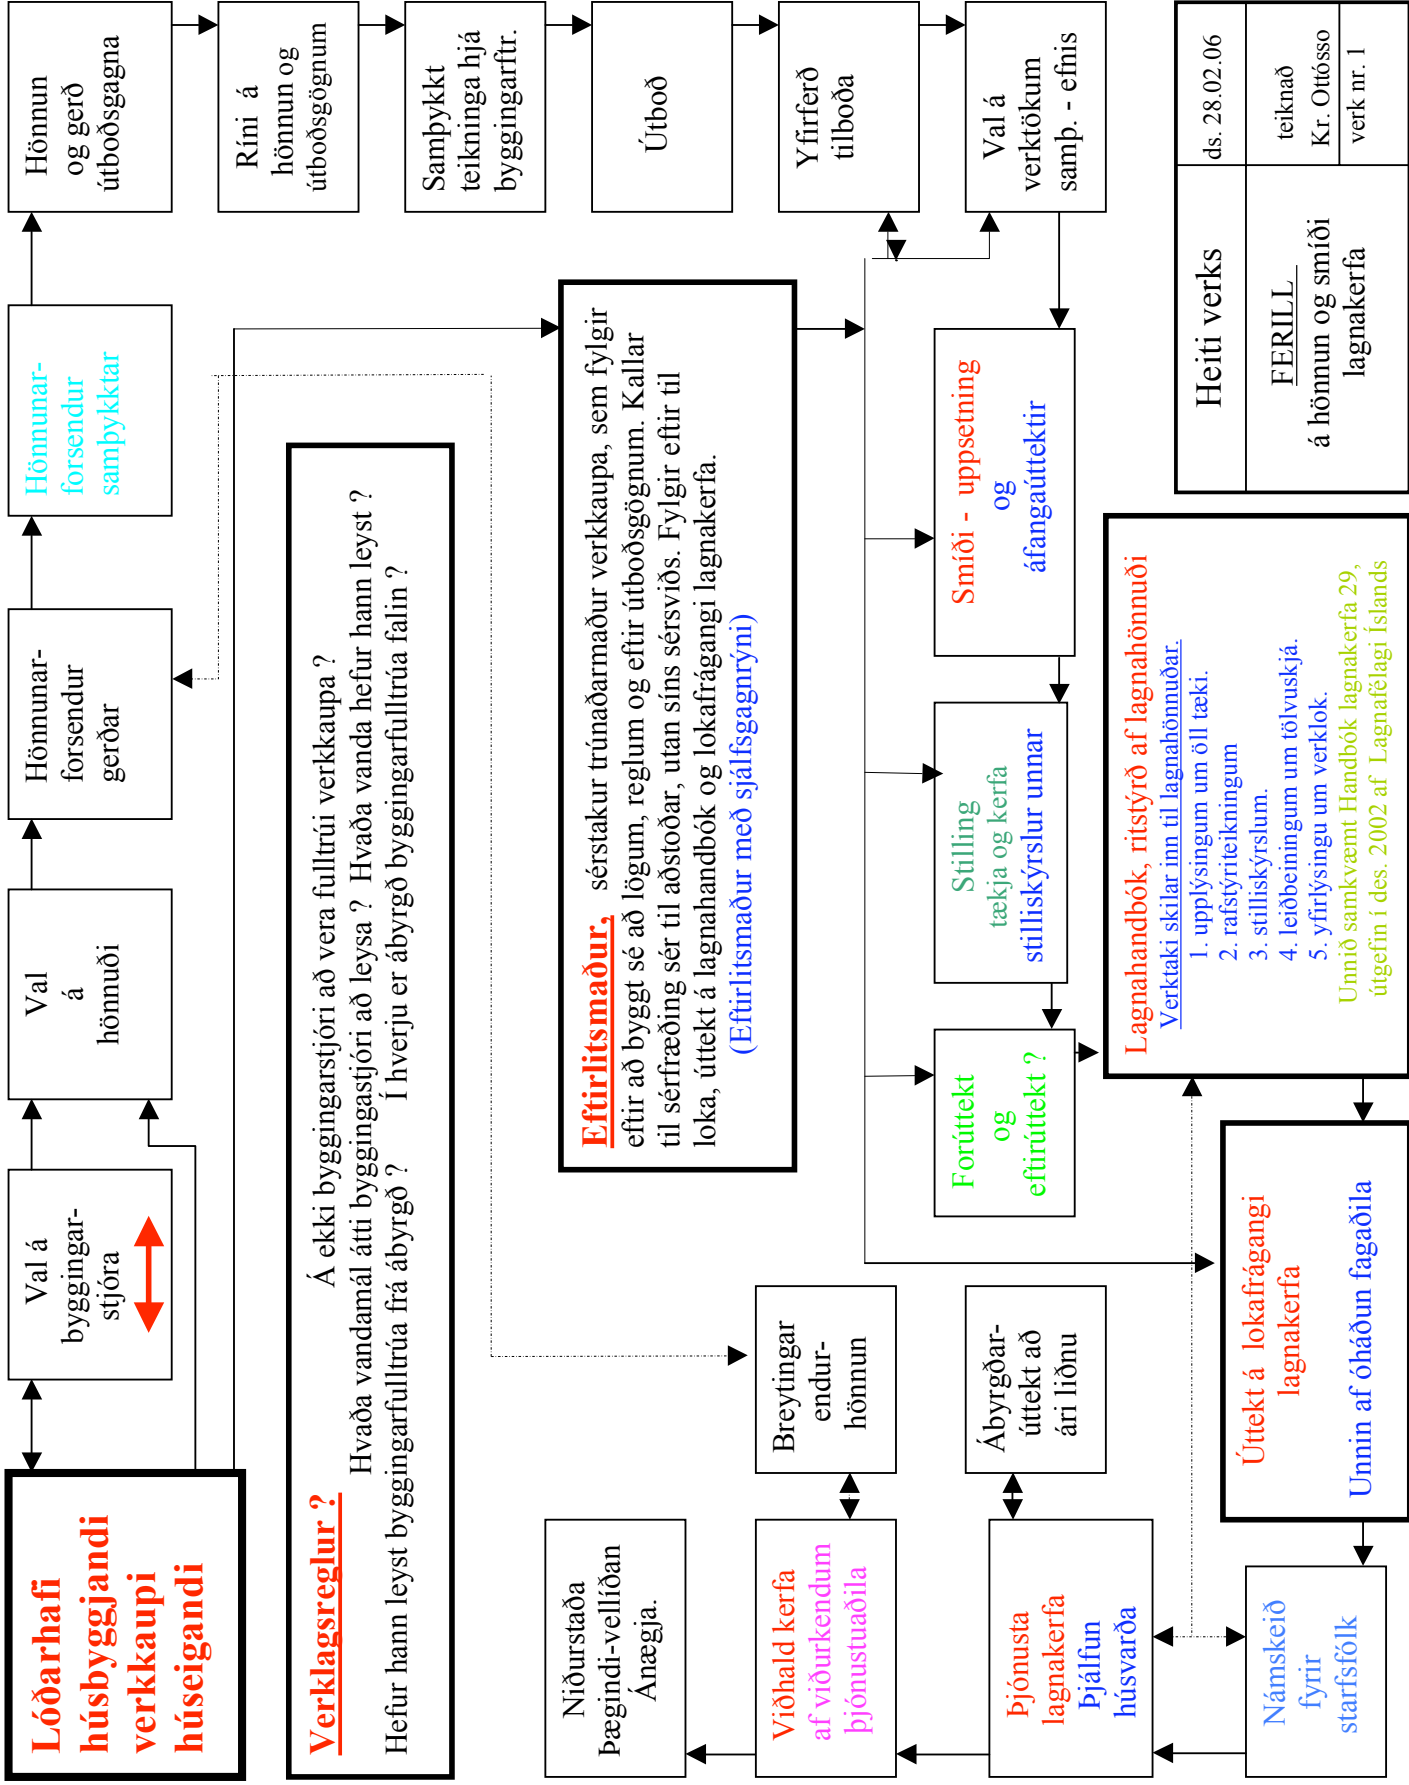 Lóðarhafi
húsbyggjandi
verkkaupi
húseigandi
Val á
byggingar-
stjóra
Val
á
hönnuði
Hönnunar-
forsendur
gerðar
Hönnunar-
forsendur
samþykktar
Hönnun
og gerð
útboðsgagna
Ríni á
hönnun og
útboðsgögnum
Samþykkt
teikninga hjá
byggingarftr.
Útboð
Yfirferð
tilboða
Val á
verktökum
samþ. - efnis
Verklagsreglur ? Á ekki byggingarstjóri að vera fulltrúi verkkaupa ?
Hvaða vandamál átti byggingastjóri að leysa ? Hvaða vanda hefur hann leyst ?
Hefur hann leyst byggingarfulltrúa frá ábyrgð ? Í hverju er ábyrgð byggingarfulltrúa falin ?
Eftirlitsmaður, sérstakur trúnaðarmaður verkkaupa, sem fylgir
eftir að byggt sé að lögum, reglum og eftir útboðsgögnum. Kallar
til sérfræðing sér til aðstoðar, utan síns sérsviðs. Fylgir eftir til
loka, úttekt á lagnahandbók og lokafrágangi lagnakerfa.
(Eftirlitsmaður með sjálfsgagnrýni)
Smíði - uppsetning
og
áfangaúttektir
Stilling
tækja og kerfa
stilliskýrslur unnar
Forúttekt
og
eftirúttekt ?
Lagnahandbók, ritstýrð af lagnahönnuði
Verktaki skilar inn til lagnahönnuðar.
1. upplýsingum um öll tæki.
2. rafstýriteikningum
3. stilliskýrslum.
4. leiðbeiningum um tölvuskjá.
5. yfirlýsingu um verklok.
Unnið samkvæmt Handbók lagnakerfa 29,
útgefin í des. 2002 af Lagnafélagi Íslands
Úttekt á lokafrágangi
lagnakerfa
Unnin af óháðun fagaðila
Námskeið
fyrir
starfsfólk
Þjónusta
lagnakerfa
Þjálfun
húsvarða
Ábyrgðar-
úttekt að
ári liðnu
Viðhald kerfa
af viðurkendum
þjónustuaðila
Breytingar
endur-
hönnun
Niðurstaða
Þægindi-vellíðan
Ánægja.
Heiti verks
ds. 28.02.06
FERILL
á hönnun og smíði
lagnakerfa
teiknað
Kr. Ottósso
verk nr. 1